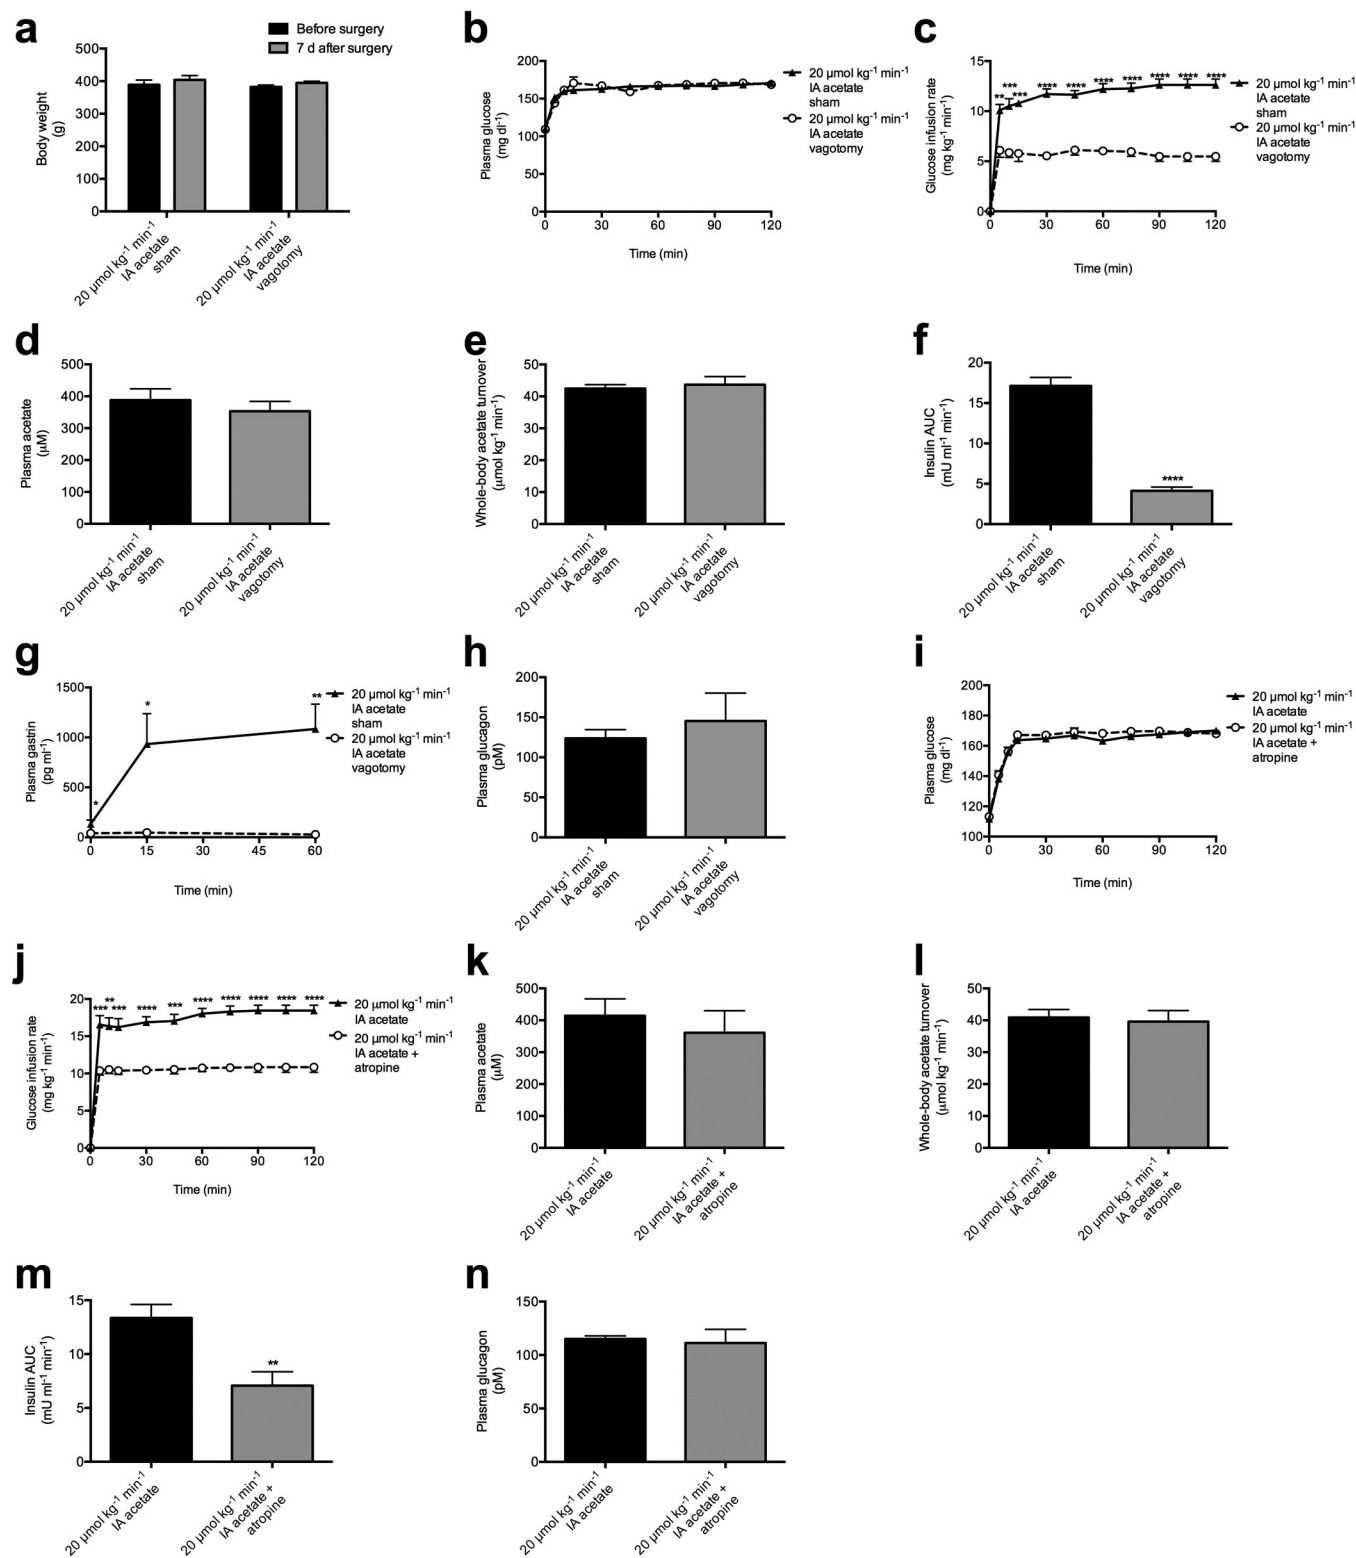 a
Before surgery
7 d after surgery
Body weight
(g)
500
400
300
200
100
0
20 µmol kg⁻¹ min⁻¹
IA acetate
sham
20 µmol kg⁻¹ min⁻¹
IA acetate
vagotomy
b
Plasma glucose
(mg dl⁻¹)
200
150
100
50
0
0 30 60 90 120
Time (min)
20 µmol kg⁻¹ min⁻¹
IA acetate
sham
20 µmol kg⁻¹ min⁻¹
IA acetate
vagotomy
c
Glucose infusion rate
(mg kg⁻¹ min⁻¹)
15
10
5
0
** *** *** **** **** **** **** **** **** ****
0 30 60 90 120
Time (min)
20 µmol kg⁻¹ min⁻¹
IA acetate
sham
20 µmol kg⁻¹ min⁻¹
IA acetate
vagotomy
d
Plasma acetate
(µM)
500
400
300
200
100
0
20 µmol kg⁻¹ min⁻¹
IA acetate
sham
20 µmol kg⁻¹ min⁻¹
IA acetate
vagotomy
e
Whole-body acetate turnover
(µmol kg⁻¹ min⁻¹)
50
40
30
20
10
0
20 µmol kg⁻¹ min⁻¹
IA acetate
sham
20 µmol kg⁻¹ min⁻¹
IA acetate
vagotomy
f
Insulin AUC
(mU ml⁻¹ min⁻¹)
20
15
10
5
0
****
20 µmol kg⁻¹ min⁻¹
IA acetate
sham
20 µmol kg⁻¹ min⁻¹
IA acetate
vagotomy
g
Plasma gastrin
(pg ml⁻¹)
1500
1000
500
0
* * **
0 15 30 45 60
Time (min)
20 µmol kg⁻¹ min⁻¹
IA acetate
sham
20 µmol kg⁻¹ min⁻¹
IA acetate
vagotomy
h
Plasma glucagon
(pM)
200
150
100
50
0
20 µmol kg⁻¹ min⁻¹
IA acetate
sham
20 µmol kg⁻¹ min⁻¹
IA acetate
vagotomy
i
Plasma glucose
(mg dl⁻¹)
200
180
160
140
120
100
0 30 60 90 120
Time (min)
20 µmol kg⁻¹ min⁻¹
IA acetate
20 µmol kg⁻¹ min⁻¹
IA acetate +
atropine
j
Glucose infusion rate
(mg kg⁻¹ min⁻¹)
20
15
10
5
0
*** ** *** **** *** **** **** **** **** ****
0 30 60 90 120
Time (min)
20 µmol kg⁻¹ min⁻¹
IA acetate
20 µmol kg⁻¹ min⁻¹
IA acetate +
atropine
k
Plasma acetate
(µM)
500
400
300
200
100
0
20 µmol kg⁻¹ min⁻¹
IA acetate
20 µmol kg⁻¹ min⁻¹
IA acetate +
atropine
l
Whole-body acetate turnover
(µmol kg⁻¹ min⁻¹)
50
40
30
20
10
0
20 µmol kg⁻¹ min⁻¹
IA acetate
20 µmol kg⁻¹ min⁻¹
IA acetate +
atropine
m
Insulin AUC
(mU ml⁻¹ min⁻¹)
15
10
5
0
**
20 µmol kg⁻¹ min⁻¹
IA acetate
20 µmol kg⁻¹ min⁻¹
IA acetate +
atropine
n
Plasma glucagon
(pM)
150
100
50
0
20 µmol kg⁻¹ min⁻¹
IA acetate
20 µmol kg⁻¹ min⁻¹
IA acetate +
atropine